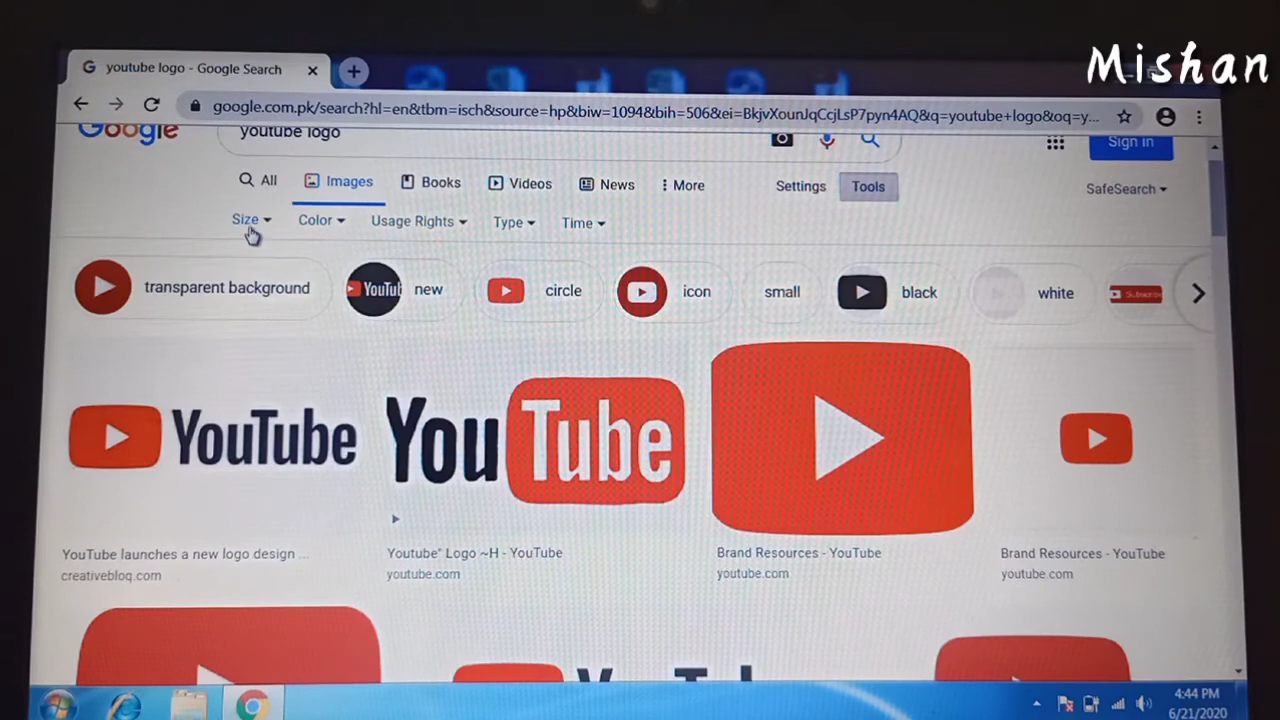 Mishan
youtube logo - Google Search
google.com.pk/search?hl=en&tbm=isch&source=hp&biw=1094&bih=506&ei=BkjvXounJqCcjLsP7pyn4AQ&q=youtube+logo&oq=y...
Google youtube logo Sign in
All Images Books Videos News More Settings Tools SafeSearch
Size Color Usage Rights Type Time
transparent background YouTub new circle icon small black white Subscribe
YouTube YouTube
YouTube launches a new logo design ... Youtube" Logo ~H - YouTube Brand Resources - YouTube Brand Resources - YouTube
creativebloq.com youtube.com youtube.com youtube.com
4:44 PM
6/21/2020